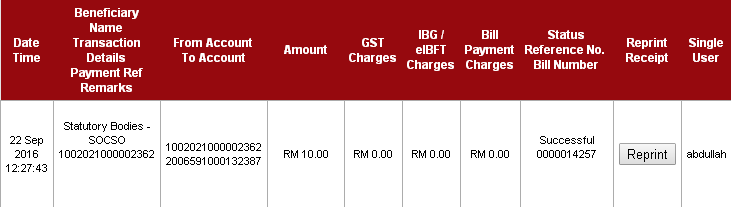 Date
Time
Beneficiary
Name
Transaction
Details
Payment Ref
Remarks
From Account
To Account
Amount
GST
Charges
IBG /
eIBFT
Charges
Bill
Payment
Charges
Status
Reference No.
Bill Number
Reprint
Receipt
Single
User
22 Sep
2016
12:27:43
Statutory Bodies -
SOCSO
1002021000002362
1002021000002362
2006591000132387
RM 10.00
RM 0.00
RM 0.00
RM 0.00
Successful
0000014257
Reprint
abdullah